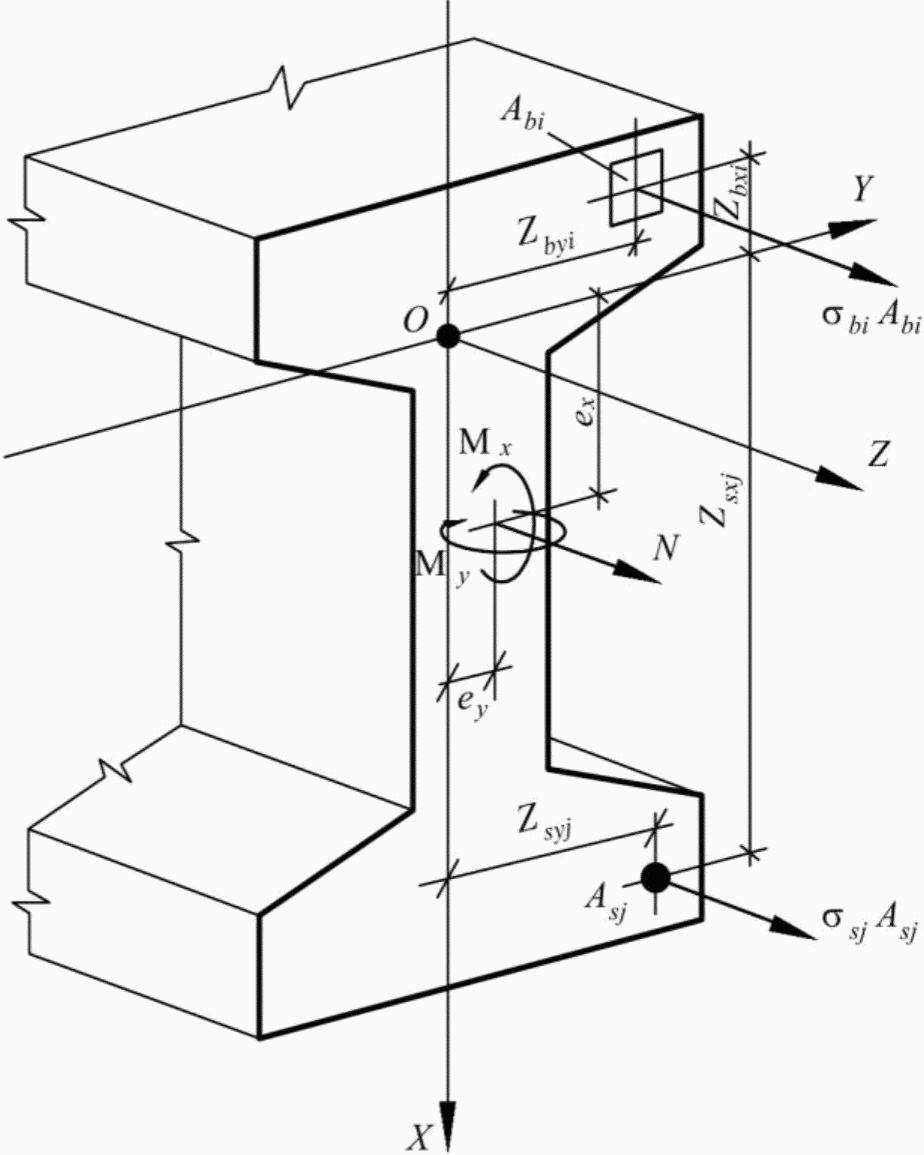 A_bi
Z_bxi
Y
Z_byi
O
σ_bi A_bi
e_x
M_x
Z
Z_sxj
N
M_y
e_y
Z_syj
A_sj
σ_sj A_sj
X